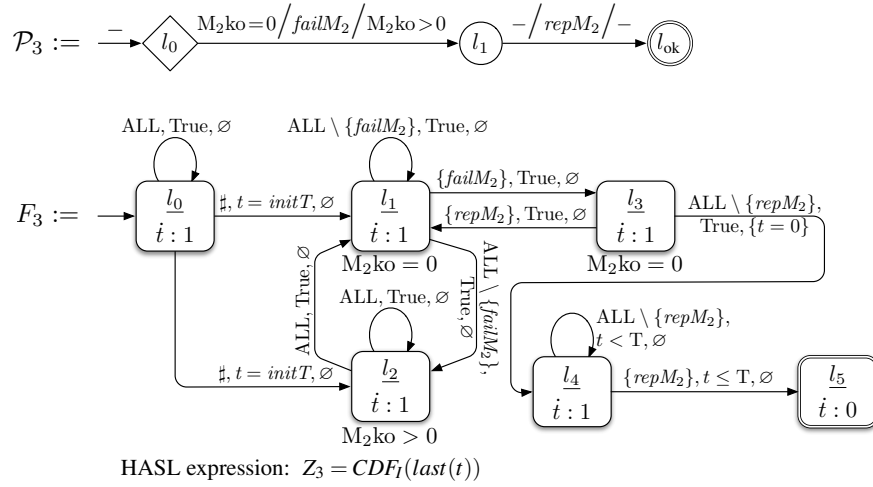 𝒫₃ :=
–
l₀
M₂ko = 0 / failM₂ / M₂ko > 0
l₁
– / repM₂ / –
l_ok
F₃ :=
ALL, True, ∅
l₀
ṫ : 1
♯, t = initT, ∅
ALL \ {failM₂}, True, ∅
l₁
ṫ : 1
M₂ko = 0
{failM₂}, True, ∅
{repM₂}, True, ∅
l₃
ṫ : 1
M₂ko = 0
ALL \ {repM₂},
True, {t = 0}
ALL, True, ∅
ALL \ {failM₂},
True, ∅
ALL, True, ∅
♯, t = initT, ∅
l₂
ṫ : 1
M₂ko > 0
ALL \ {repM₂},
t < T, ∅
l₄
ṫ : 1
{repM₂}, t ≤ T, ∅
l₅
ṫ : 0
HASL expression: Z₃ = CDF_I(last(t))